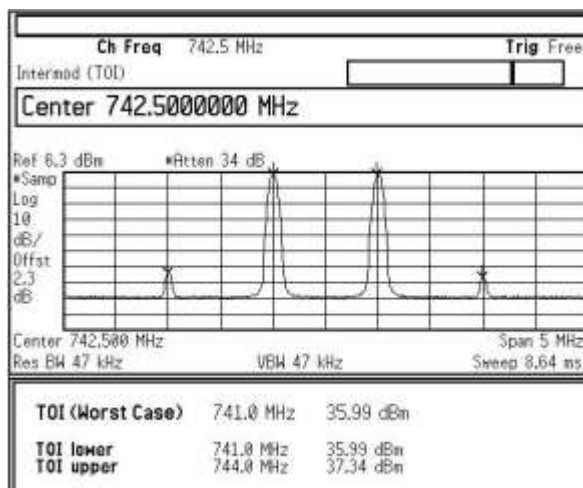 Ch Freq 742.5 MHz Trig Free
Intermod (TOI)
Center 742.5000000 MHz
Ref 6.3 dBm *Atten 34 dB
*Samp
Log
10
dB/
Offst
2.3
dB
Center 742.500 MHz Span 5 MHz
Res BW 47 kHz VBW 47 kHz Sweep 8.64 ms
TOI (Worst Case) 741.0 MHz 35.99 dBm
TOI lower 741.0 MHz 35.99 dBm
TOI upper 744.0 MHz 37.34 dBm